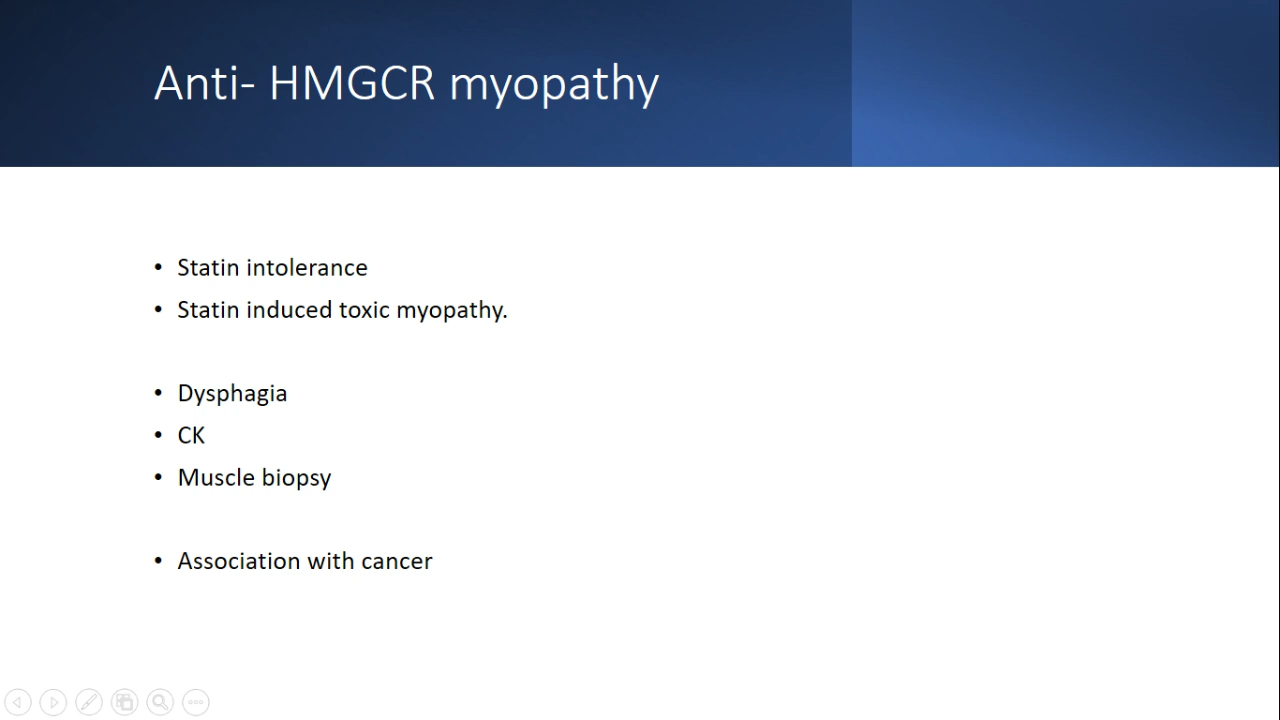 Anti- HMGCR myopathy
• Statin intolerance
• Statin induced toxic myopathy.
• Dysphagia
• CK
• Muscle biopsy
• Association with cancer